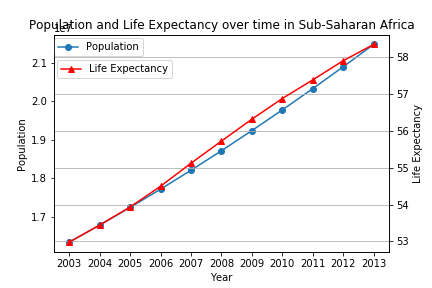 Population and Life Expectancy over time in Sub-Saharan Africa
1e7
Population
Life Expectancy
2.1
2.0
1.9
1.8
1.7
Population
58
57
56
55
54
53
Life Expectancy
2003 2004 2005 2006 2007 2008 2009 2010 2011 2012 2013
Year